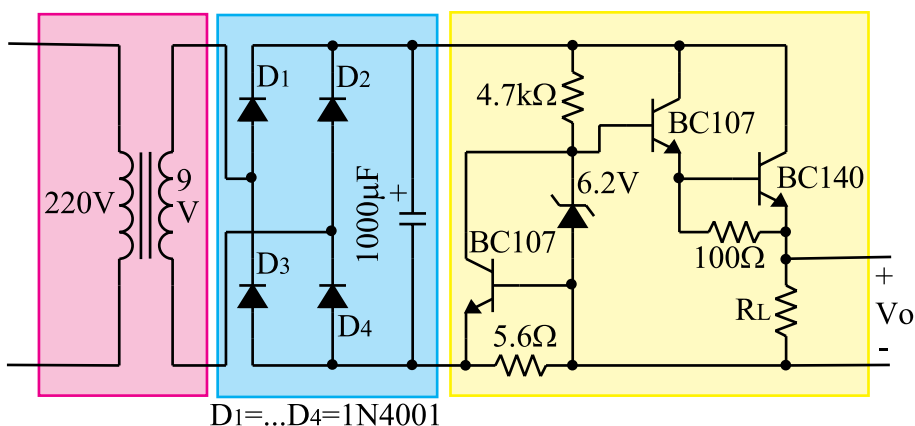 220V
9
V
D1
D2
D3
D4
1000μF
+
4.7kΩ
BC107
6.2V
BC140
BC107
100Ω
5.6Ω
RL
+
Vo
-
D1=...D4=1N4001